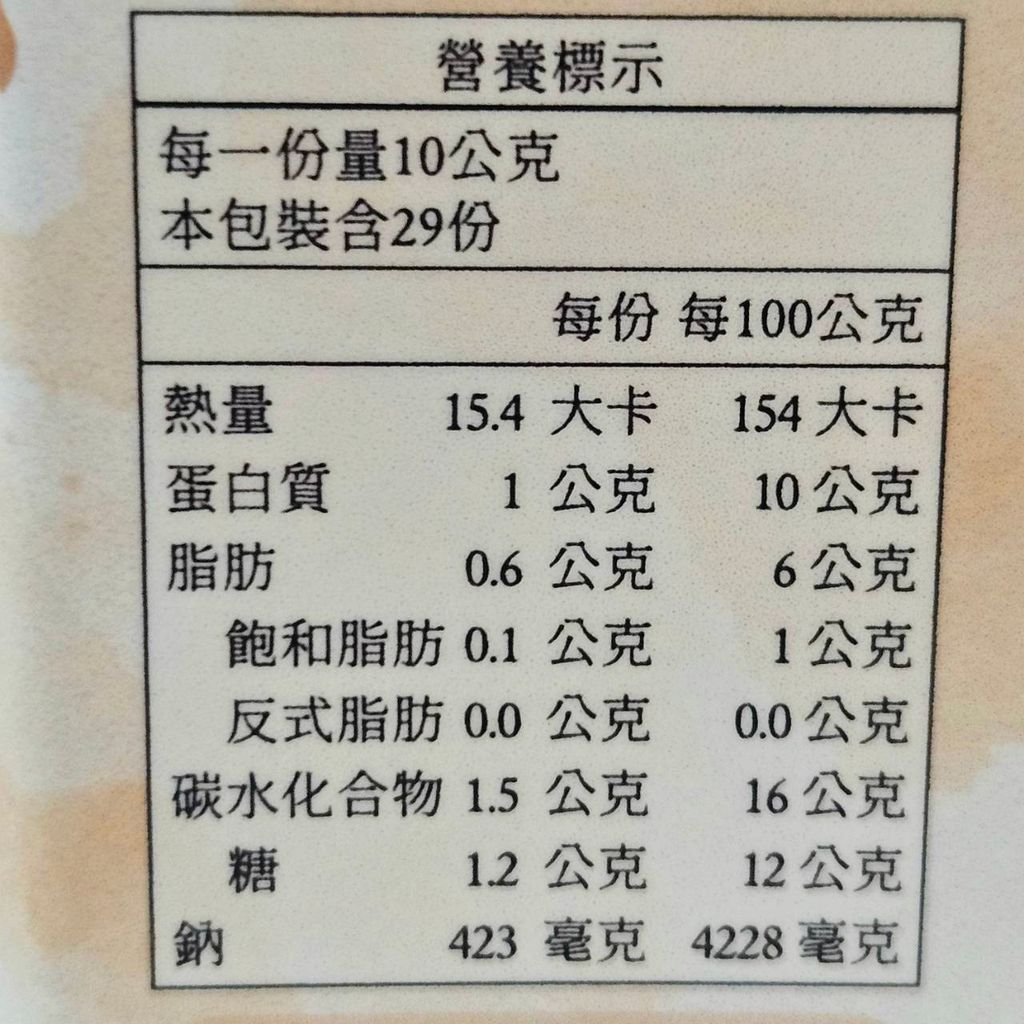 營養標示
每一份量10公克
本包裝含29份
每份 每100公克
熱量 15.4 大卡 154 大卡
蛋白質 1 公克 10 公克
脂肪 0.6 公克 6 公克
飽和脂肪 0.1 公克 1 公克
反式脂肪 0.0 公克 0.0 公克
碳水化合物 1.5 公克 16 公克
糖 1.2 公克 12 公克
鈉 423 毫克 4228 毫克